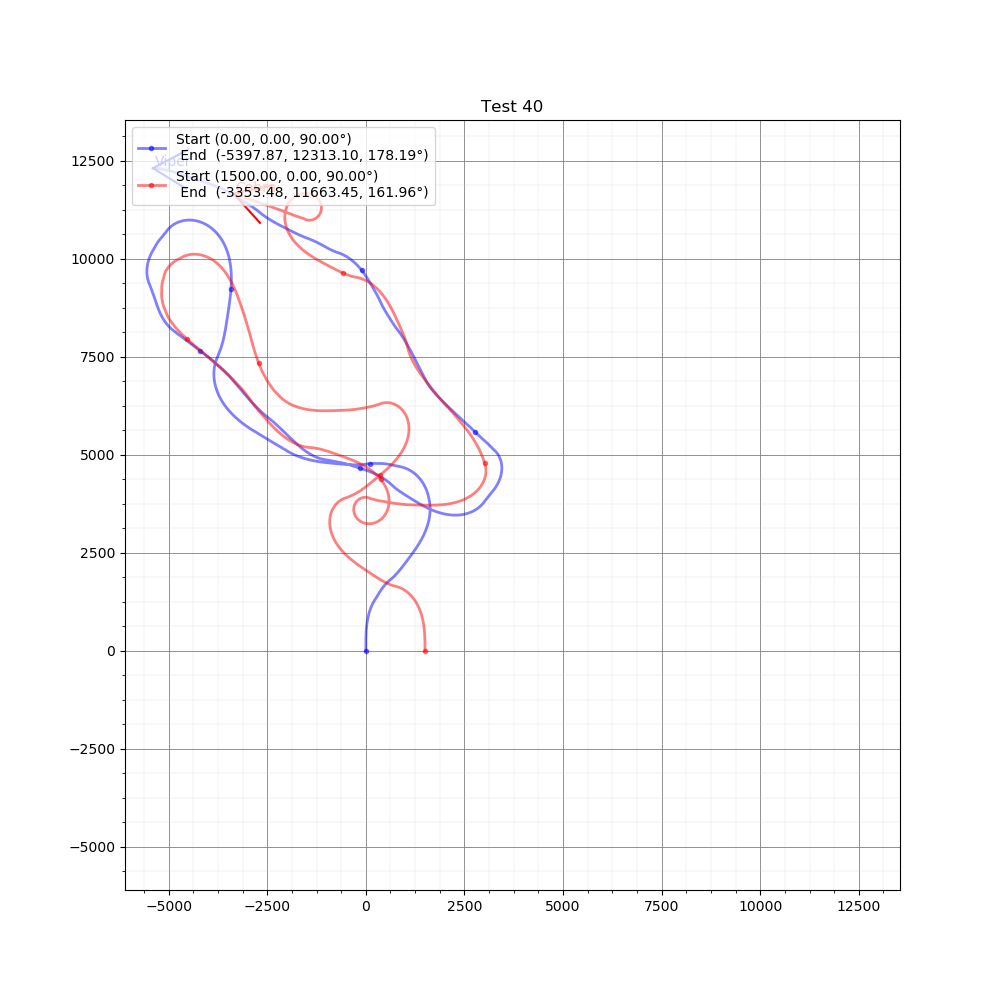 Test 40
Start (0.00, 0.00, 90.00°)
End (-5397.87, 12313.10, 178.19°)
Start (1500.00, 0.00, 90.00°)
End (-3353.48, 11663.45, 161.96°)
Viper
12500
10000
7500
5000
2500
0
−2500
−5000
−5000 −2500 0 2500 5000 7500 10000 12500